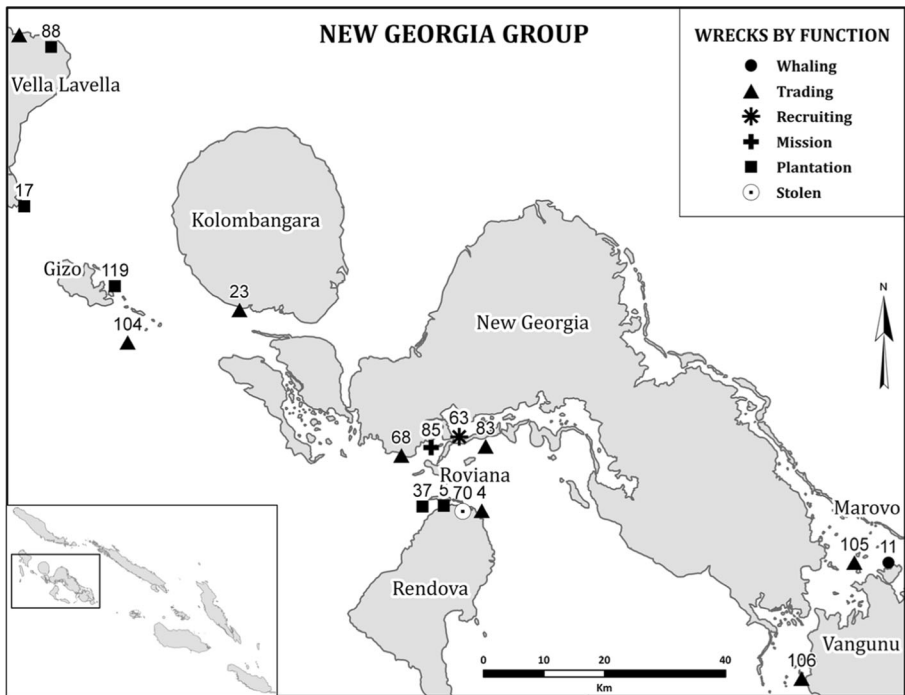 NEW GEORGIA GROUP
WRECKS BY FUNCTION
Whaling
Trading
Recruiting
Mission
Plantation
Stolen
88
Vella Lavella
17
Kolombangara
Gizo
119
23
104
New Georgia
N
63
85
83
68
Roviana
37
5
70
4
Marovo
105
11
Rendova
Vangunu
106
0
10
20
40
Km